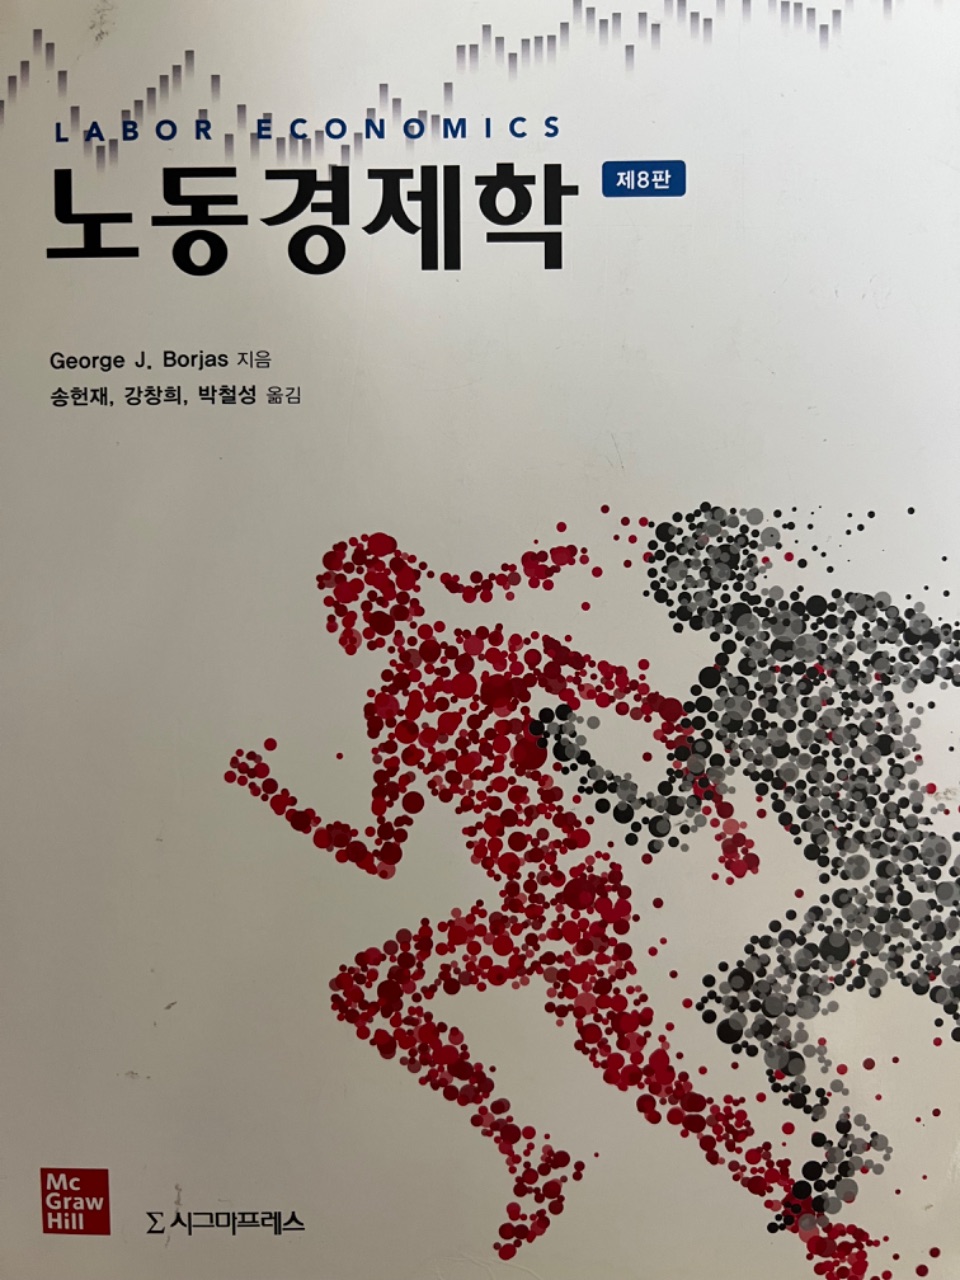 LABOR ECONOMICS
노동경제학 제8판
George J. Borjas 지음
송헌재, 강창희, 박철성 옮김
Mc
Graw
Hill
Σ 시그마프레스